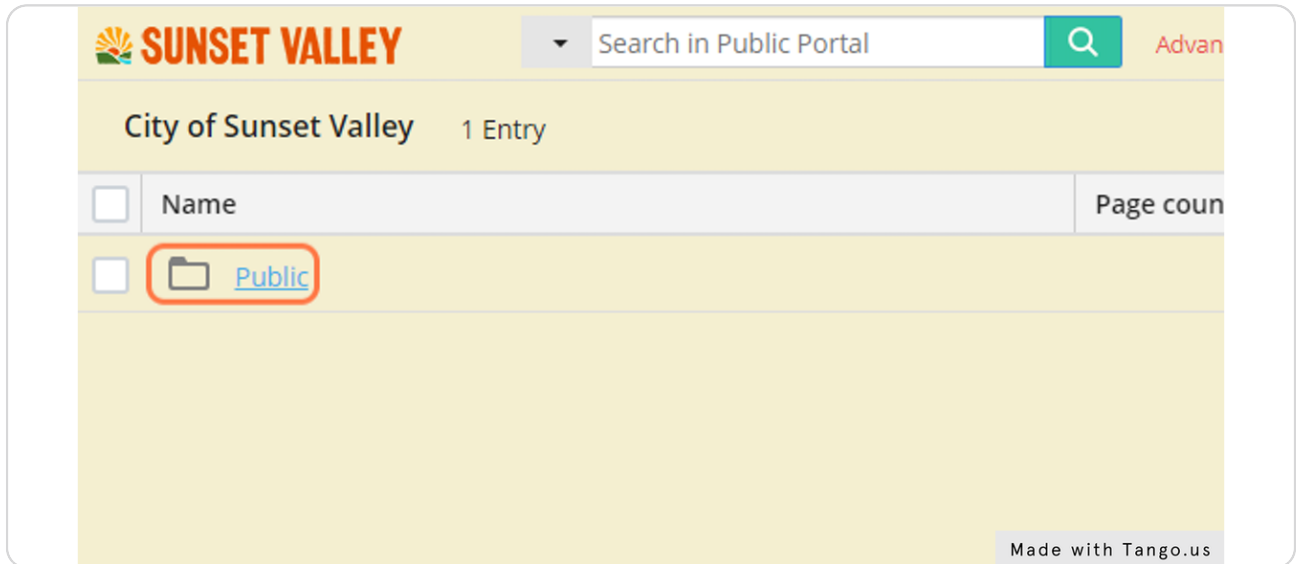 SUNSET VALLEY
Search in Public Portal
Advan
City of Sunset Valley 1 Entry
Name Page coun
Public
Made with Tango.us